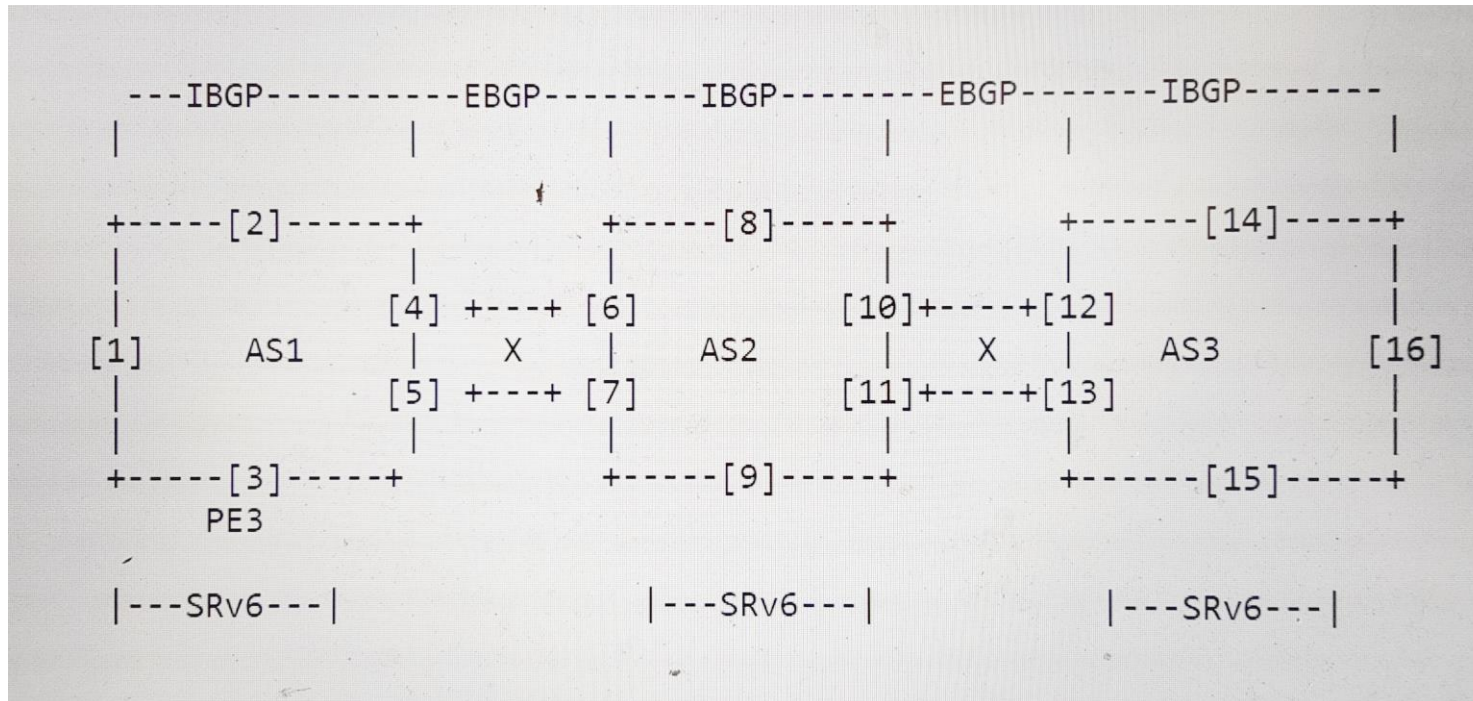 ---IBGP----------EBGP--------IBGP--------EBGP-------IBGP-------
|                   |            |                 |           |                    |
+-----[2]------+            +-----[8]-----+           +------[14]-----+
|                   |            |                 |           |                    |
|                  [4] +---+ [6]              [10]+----+[12]                  |
[1]      AS1       |     X     |     AS2        |     X    |     AS3         [16]
|                  [5] +---+ [7]              [11]+----+[13]                  |
|                   |            |                 |           |                    |
+-----[3]-----+             +-----[9]-----+           +------[15]-----+
PE3
|---SRv6---|                    |---SRv6---|               |---SRv6---|